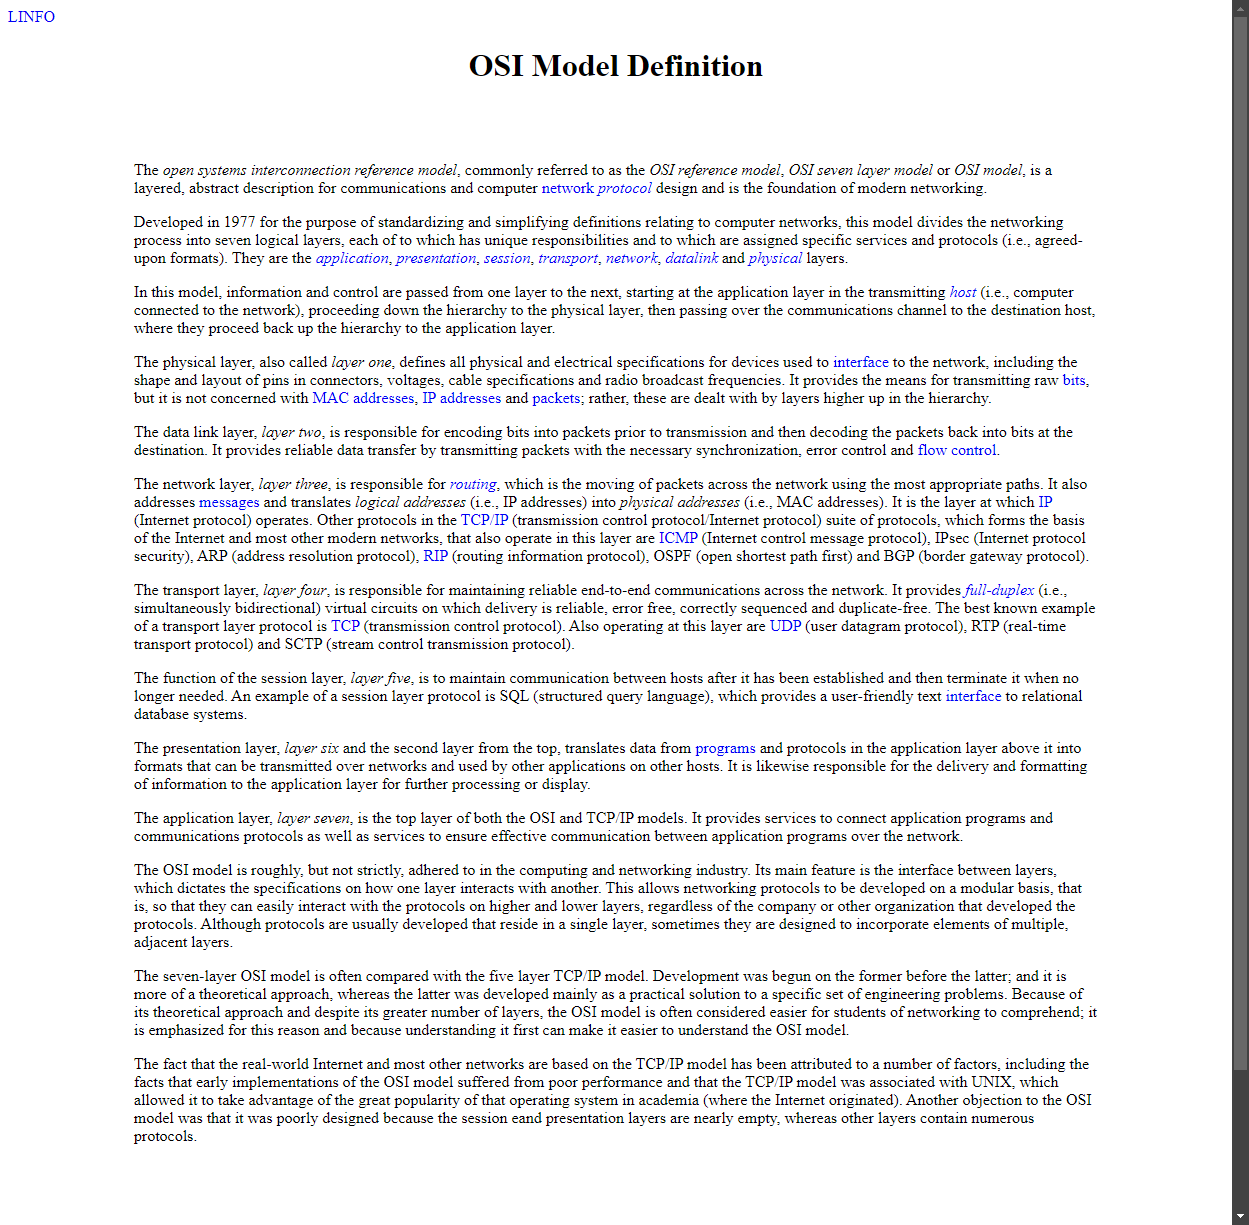 LINFO
OSI Model Definition
The open systems interconnection reference model, commonly referred to as the OSI reference model, OSI seven layer model or OSI model, is a
layered, abstract description for communications and computer network protocol design and is the foundation of modern networking.
Developed in 1977 for the purpose of standardizing and simplifying definitions relating to computer networks, this model divides the networking
process into seven logical layers, each of to which has unique responsibilities and to which are assigned specific services and protocols (i.e., agreed-
upon formats). They are the application, presentation, session, transport, network, datalink and physical layers.
In this model, information and control are passed from one layer to the next, starting at the application layer in the transmitting host (i.e., computer
connected to the network), proceeding down the hierarchy to the physical layer, then passing over the communications channel to the destination host,
where they proceed back up the hierarchy to the application layer.
The physical layer, also called layer one, defines all physical and electrical specifications for devices used to interface to the network, including the
shape and layout of pins in connectors, voltages, cable specifications and radio broadcast frequencies. It provides the means for transmitting raw bits,
but it is not concerned with MAC addresses, IP addresses and packets; rather, these are dealt with by layers higher up in the hierarchy.
The data link layer, layer two, is responsible for encoding bits into packets prior to transmission and then decoding the packets back into bits at the
destination. It provides reliable data transfer by transmitting packets with the necessary synchronization, error control and flow control.
The network layer, layer three, is responsible for routing, which is the moving of packets across the network using the most appropriate paths. It also
addresses messages and translates logical addresses (i.e., IP addresses) into physical addresses (i.e., MAC addresses). It is the layer at which IP
(Internet protocol) operates. Other protocols in the TCP/IP (transmission control protocol/Internet protocol) suite of protocols, which forms the basis
of the Internet and most other modern networks, that also operate in this layer are ICMP (Internet control message protocol), IPsec (Internet protocol
security), ARP (address resolution protocol), RIP (routing information protocol), OSPF (open shortest path first) and BGP (border gateway protocol).
The transport layer, layer four, is responsible for maintaining reliable end-to-end communications across the network. It provides full-duplex (i.e.,
simultaneously bidirectional) virtual circuits on which delivery is reliable, error free, correctly sequenced and duplicate-free. The best known example
of a transport layer protocol is TCP (transmission control protocol). Also operating at this layer are UDP (user datagram protocol), RTP (real-time
transport protocol) and SCTP (stream control transmission protocol).
The function of the session layer, layer five, is to maintain communication between hosts after it has been established and then terminate it when no
longer needed. An example of a session layer protocol is SQL (structured query language), which provides a user-friendly text interface to relational
database systems.
The presentation layer, layer six and the second layer from the top, translates data from programs and protocols in the application layer above it into
formats that can be transmitted over networks and used by other applications on other hosts. It is likewise responsible for the delivery and formatting
of information to the application layer for further processing or display.
The application layer, layer seven, is the top layer of both the OSI and TCP/IP models. It provides services to connect application programs and
communications protocols as well as services to ensure effective communication between application programs over the network.
The OSI model is roughly, but not strictly, adhered to in the computing and networking industry. Its main feature is the interface between layers,
which dictates the specifications on how one layer interacts with another. This allows networking protocols to be developed on a modular basis, that
is, so that they can easily interact with the protocols on higher and lower layers, regardless of the company or other organization that developed the
protocols. Although protocols are usually developed that reside in a single layer, sometimes they are designed to incorporate elements of multiple,
adjacent layers.
The seven-layer OSI model is often compared with the five layer TCP/IP model. Development was begun on the former before the latter; and it is
more of a theoretical approach, whereas the latter was developed mainly as a practical solution to a specific set of engineering problems. Because of
its theoretical approach and despite its greater number of layers, the OSI model is often considered easier for students of networking to comprehend; it
is emphasized for this reason and because understanding it first can make it easier to understand the OSI model.
The fact that the real-world Internet and most other networks are based on the TCP/IP model has been attributed to a number of factors, including the
facts that early implementations of the OSI model suffered from poor performance and that the TCP/IP model was associated with UNIX, which
allowed it to take advantage of the great popularity of that operating system in academia (where the Internet originated). Another objection to the OSI
model was that it was poorly designed because the session eand presentation layers are nearly empty, whereas other layers contain numerous
protocols.